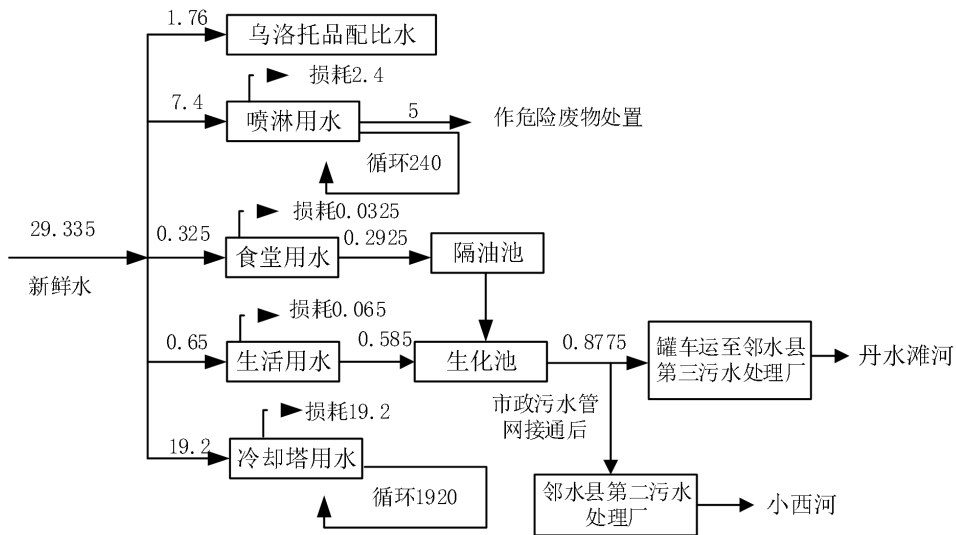 1.76
乌洛托品配比水
损耗2.4
7.4
喷淋用水
5
作危险废物处置
循环240
损耗0.0325
29.335
0.325
食堂用水
0.2925
隔油池
新鲜水
损耗0.065
0.65
生活用水
0.585
生化池
0.8775
罐车运至邻水县
第三污水处理厂
丹水滩河
市政污水管
网接通后
损耗19.2
19.2
冷却塔用水
循环1920
邻水县第二污水
处理厂
小西河